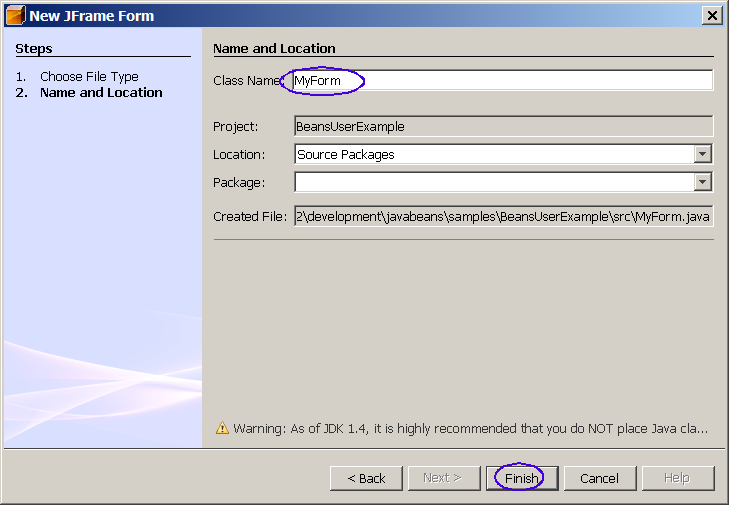 New JFrame Form
Steps
1. Choose File Type
2. Name and Location
Name and Location
Class Name: MyForm
Project: BeansUserExample
Location: Source Packages
Package:
Created File: 2\development\javabeans\samples\BeansUserExample\src\MyForm.java
Warning: As of JDK 1.4, it is highly recommended that you do NOT place Java cla...
< Back Next > Finish Cancel Help